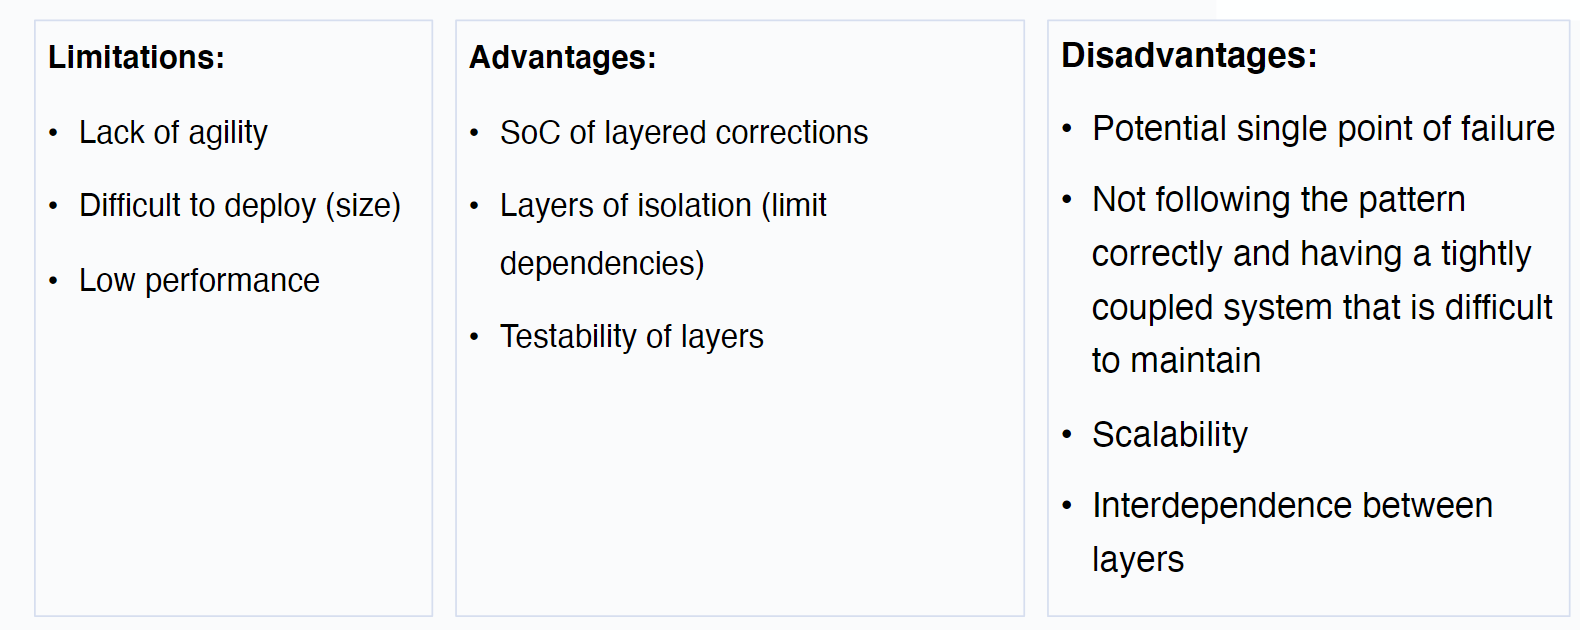 Limitations:
• Lack of agility
• Difficult to deploy (size)
• Low performance
Advantages:
• SoC of layered corrections
• Layers of isolation (limit
dependencies)
• Testability of layers
Disadvantages:
• Potential single point of failure
• Not following the pattern
correctly and having a tightly
coupled system that is difficult
to maintain
• Scalability
• Interdependence between
layers